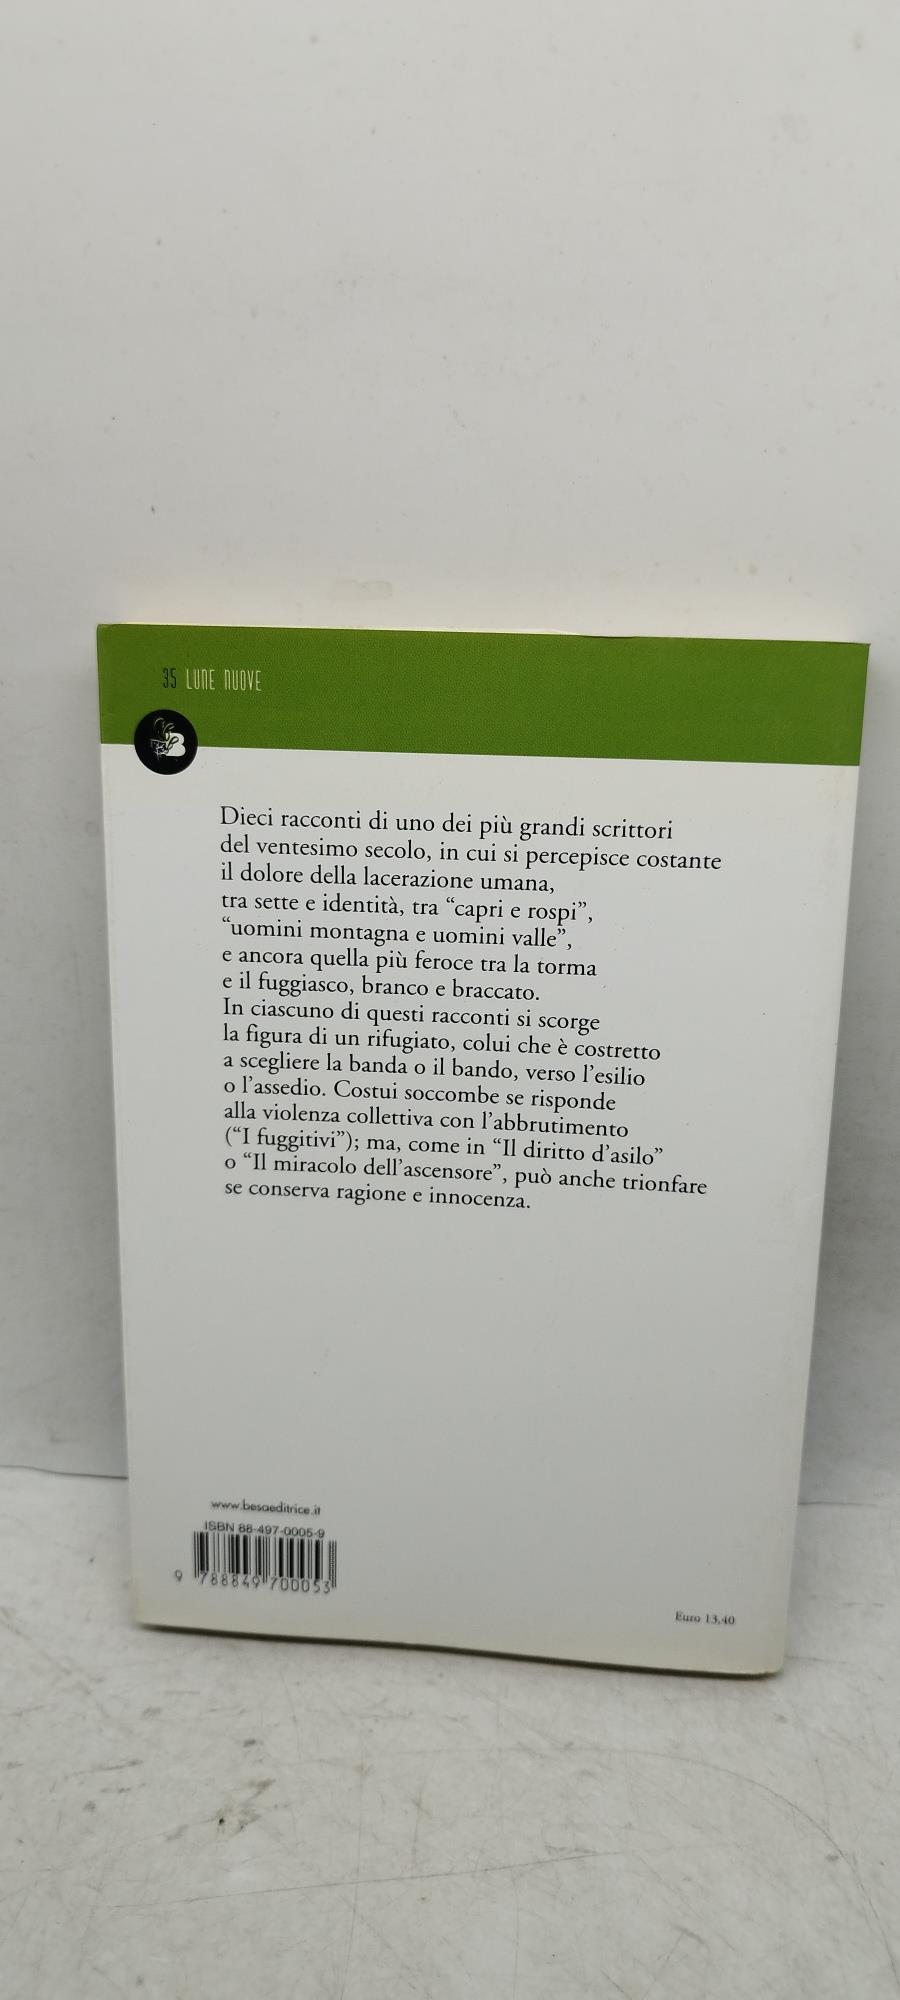 35 LUNE NUOVE
B
Dieci racconti di uno dei più grandi scrittori
del ventesimo secolo, in cui si percepisce costante
il dolore della lacerazione umana,
tra sette e identità, tra “capri e rospi”,
“uomini montagna e uomini valle”,
e ancora quella più feroce tra la torma
e il fuggiasco, branco e braccato.
In ciascuno di questi racconti si scorge
la figura di un rifugiato, colui che è costretto
a scegliere la banda o il bando, verso l’esilio
o l’assedio. Costui soccombe se risponde
alla violenza collettiva con l’abbrutimento
(“I fuggitivi”); ma, come in “Il diritto d’asilo”
o “Il miracolo dell’ascensore”, può anche trionfare
se conserva ragione e innocenza.
www.besaeditrice.it
ISBN 88-497-0005-9
9 788849 700053
Euro 13,40